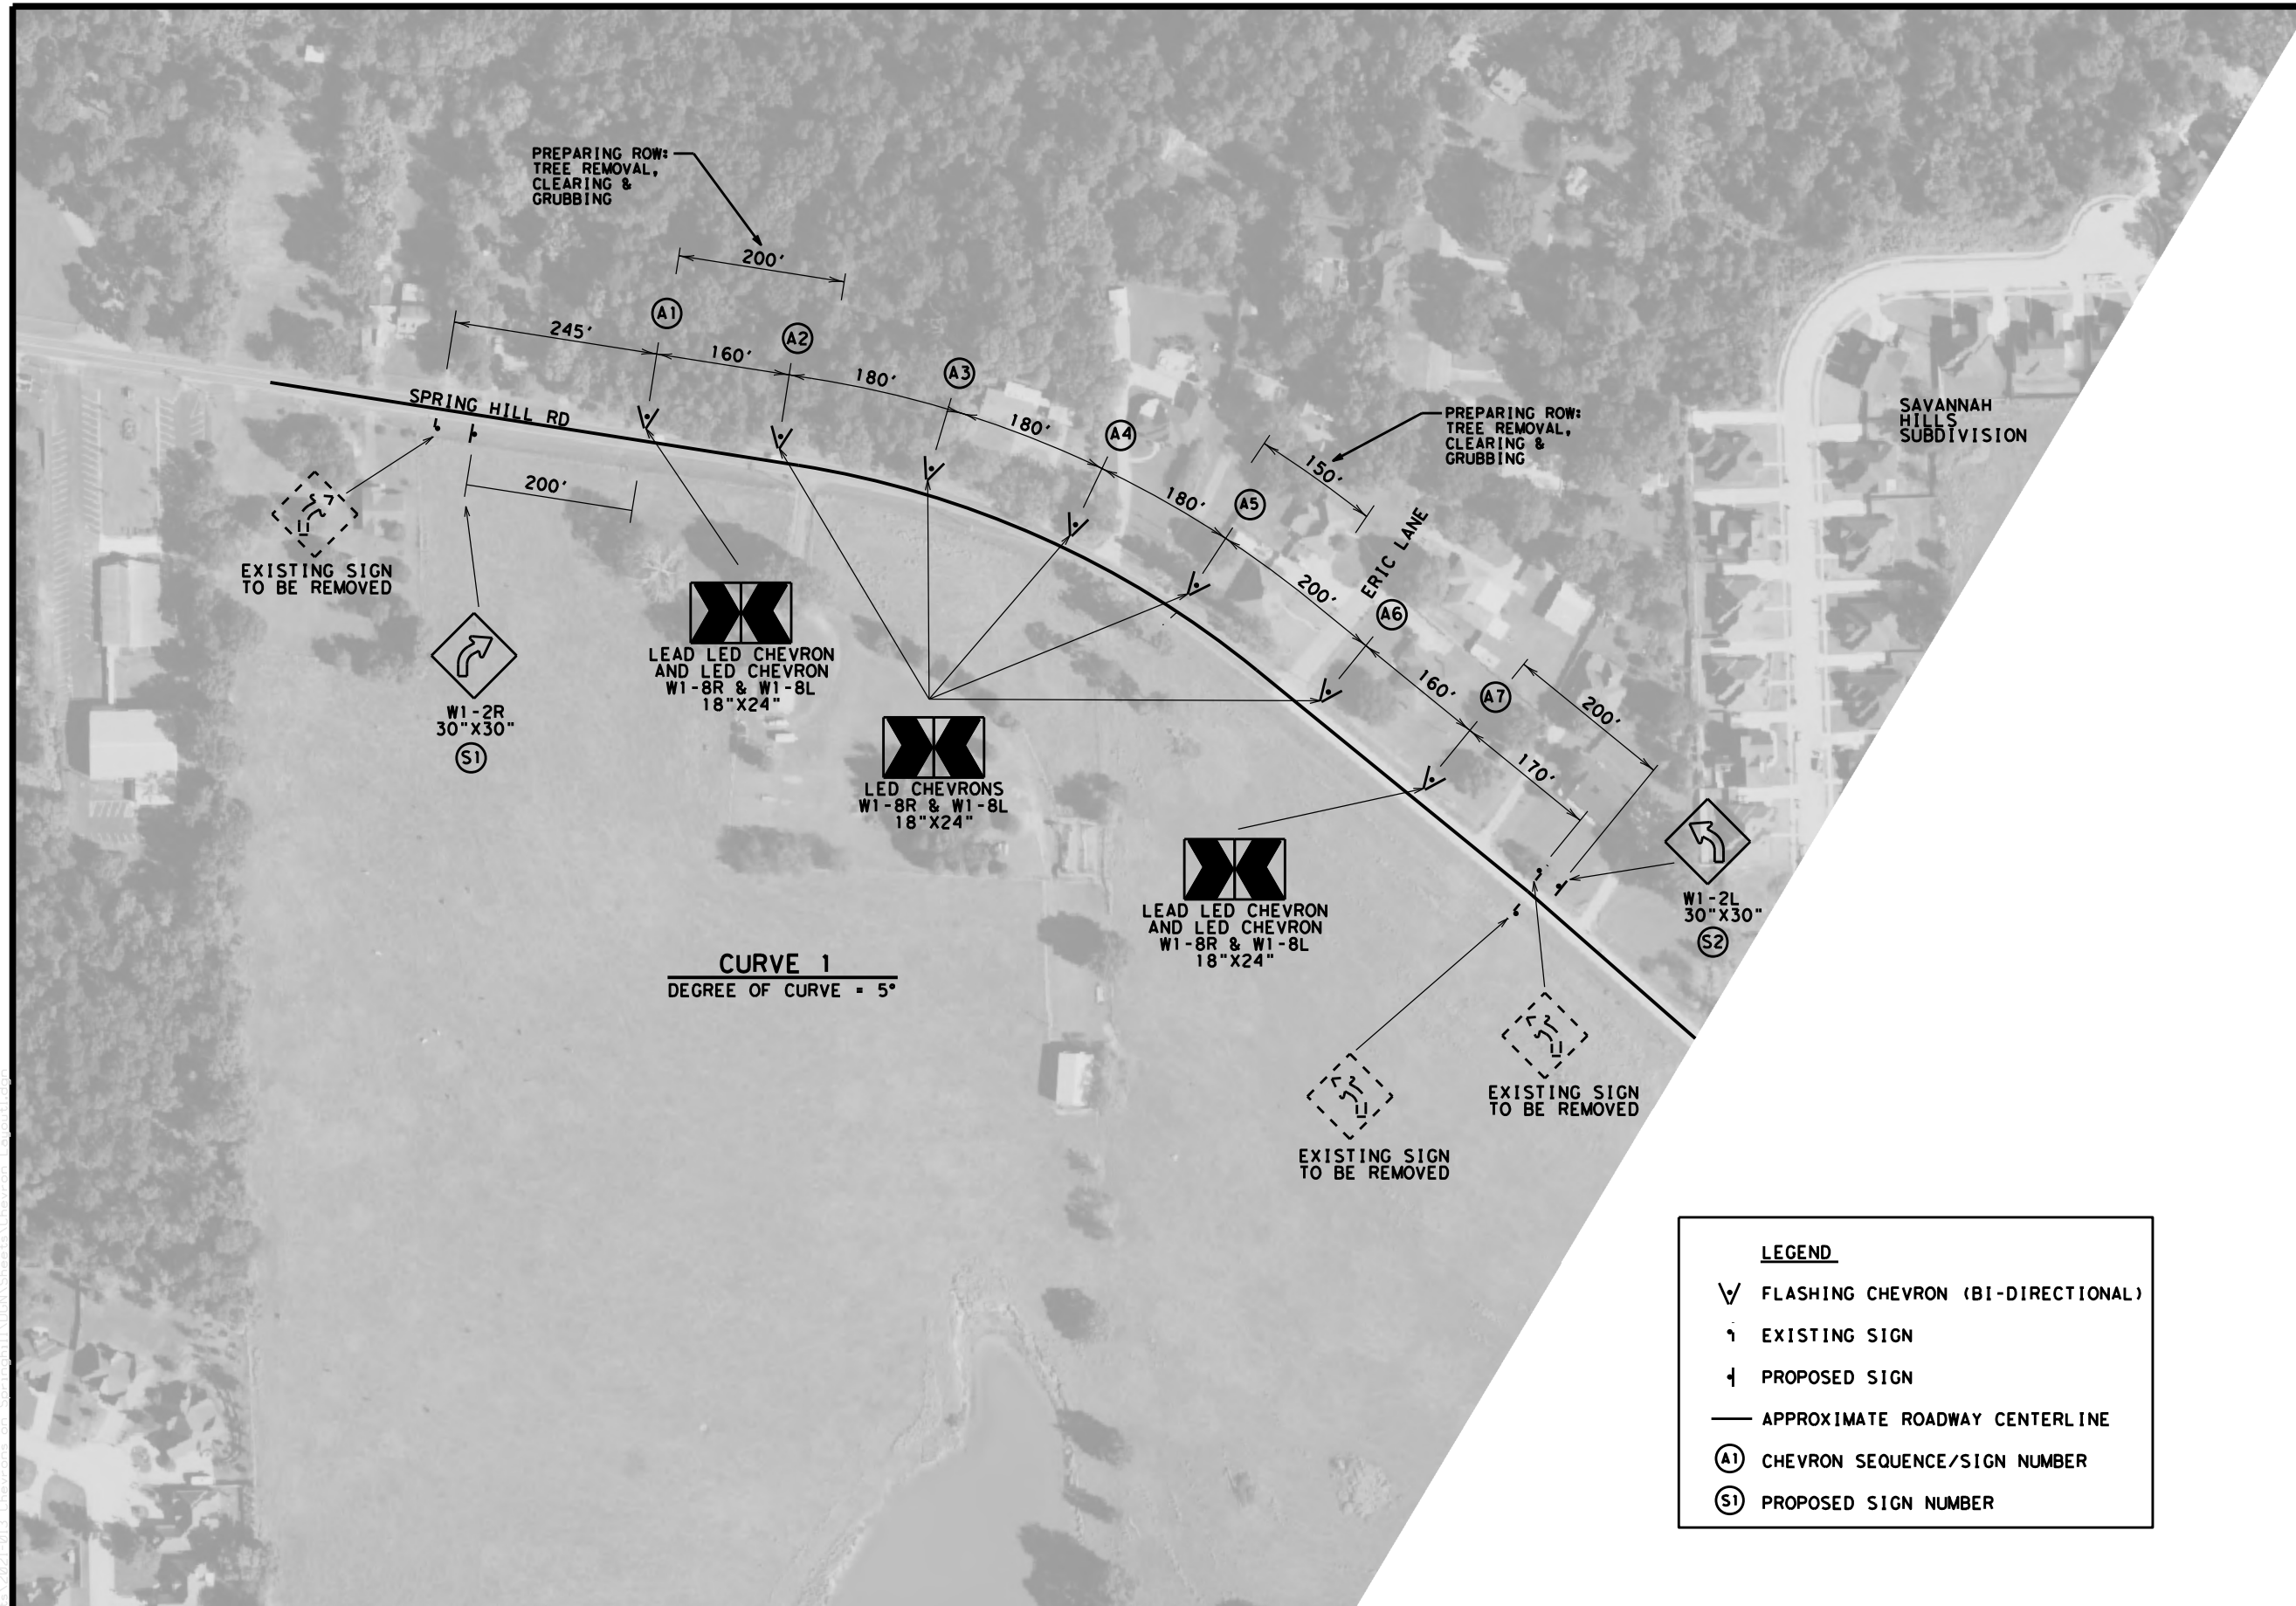 PREPARING ROW:
TREE REMOVAL,
CLEARING &
GRUBBING
200'
A1
245'
160'
A2
180'
A3
180'
A4
180'
A5
200'
A6
160'
A7
170'
200'
PREPARING ROW:
TREE REMOVAL,
CLEARING &
GRUBBING
150'
ERIC LANE
SAVANNAH
HILLS
SUBDIVISION
SPRING HILL RD
200'
EXISTING SIGN
TO BE REMOVED
W1-2R
30"X30"
S1
LEAD LED CHEVRON
AND LED CHEVRON
W1-8R & W1-8L
18"X24"
LED CHEVRONS
W1-8R & W1-8L
18"X24"
LEAD LED CHEVRON
AND LED CHEVRON
W1-8R & W1-8L
18"X24"
W1-2L
30"X30"
S2
CURVE 1
DEGREE OF CURVE = 5°
EXISTING SIGN
TO BE REMOVED
EXISTING SIGN
TO BE REMOVED
LEGEND
FLASHING CHEVRON (BI-DIRECTIONAL)
EXISTING SIGN
PROPOSED SIGN
APPROXIMATE ROADWAY CENTERLINE
A1 CHEVRON SEQUENCE/SIGN NUMBER
S1 PROPOSED SIGN NUMBER